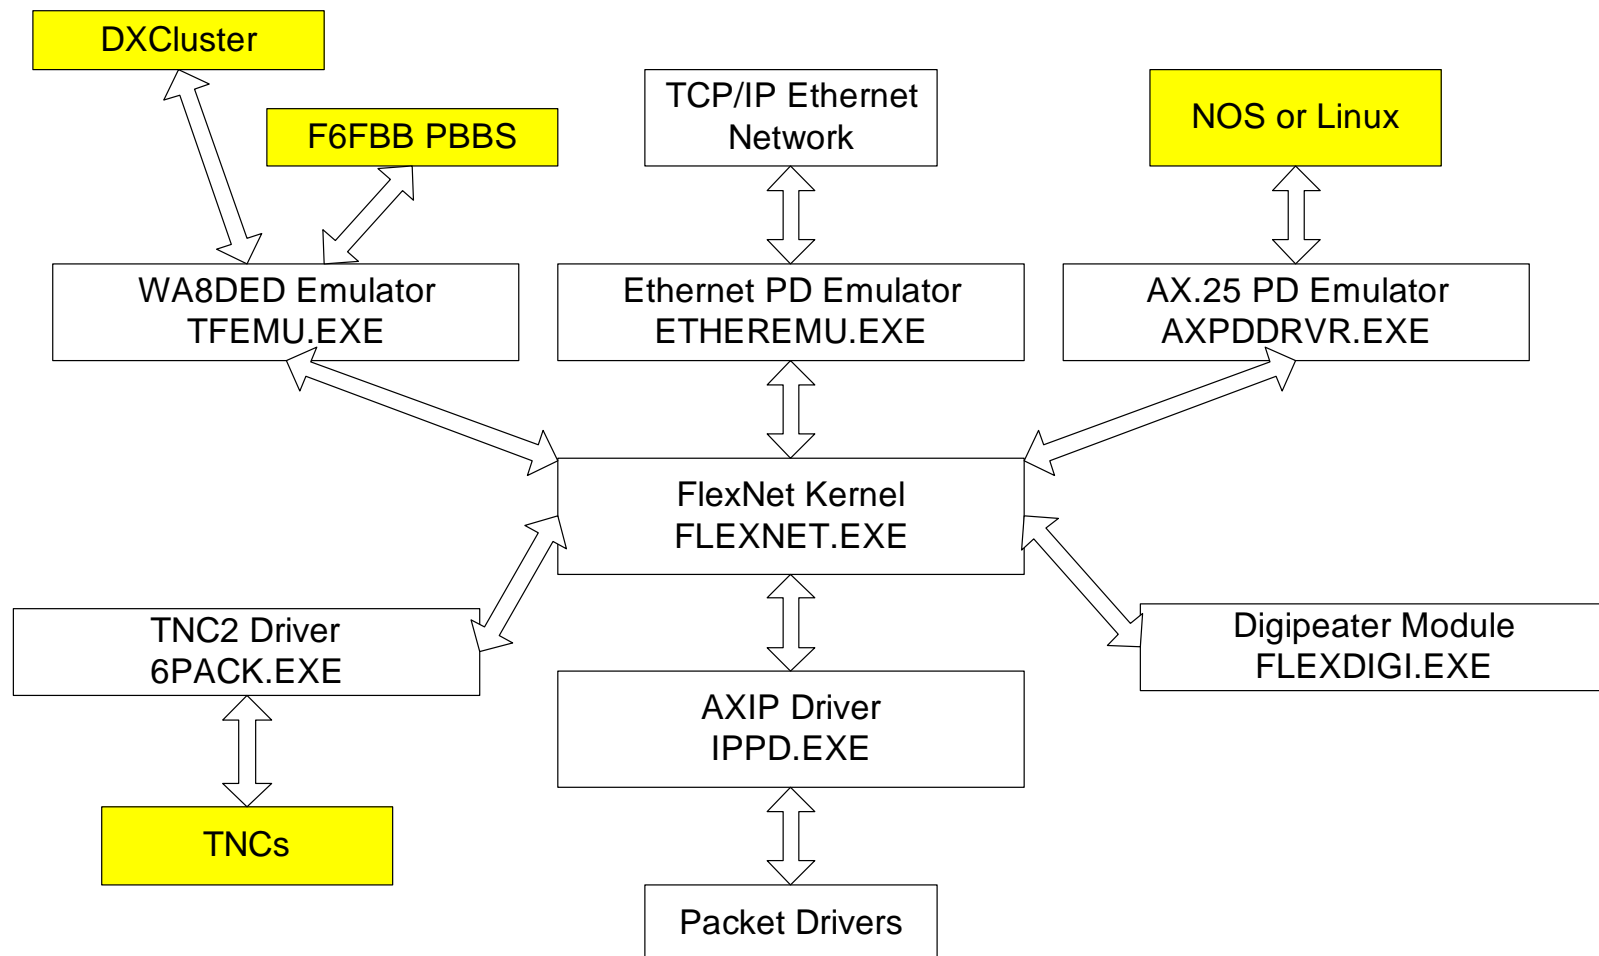 DXCluster
F6FBB PBBS
TCP/IP Ethernet
Network
NOS or Linux
WA8DED Emulator
TFEMU.EXE
Ethernet PD Emulator
ETHEREMU.EXE
AX.25 PD Emulator
AXPDDRVR.EXE
FlexNet Kernel
FLEXNET.EXE
TNC2 Driver
6PACK.EXE
Digipeater Module
FLEXDIGI.EXE
AXIP Driver
IPPD.EXE
TNCs
Packet Drivers